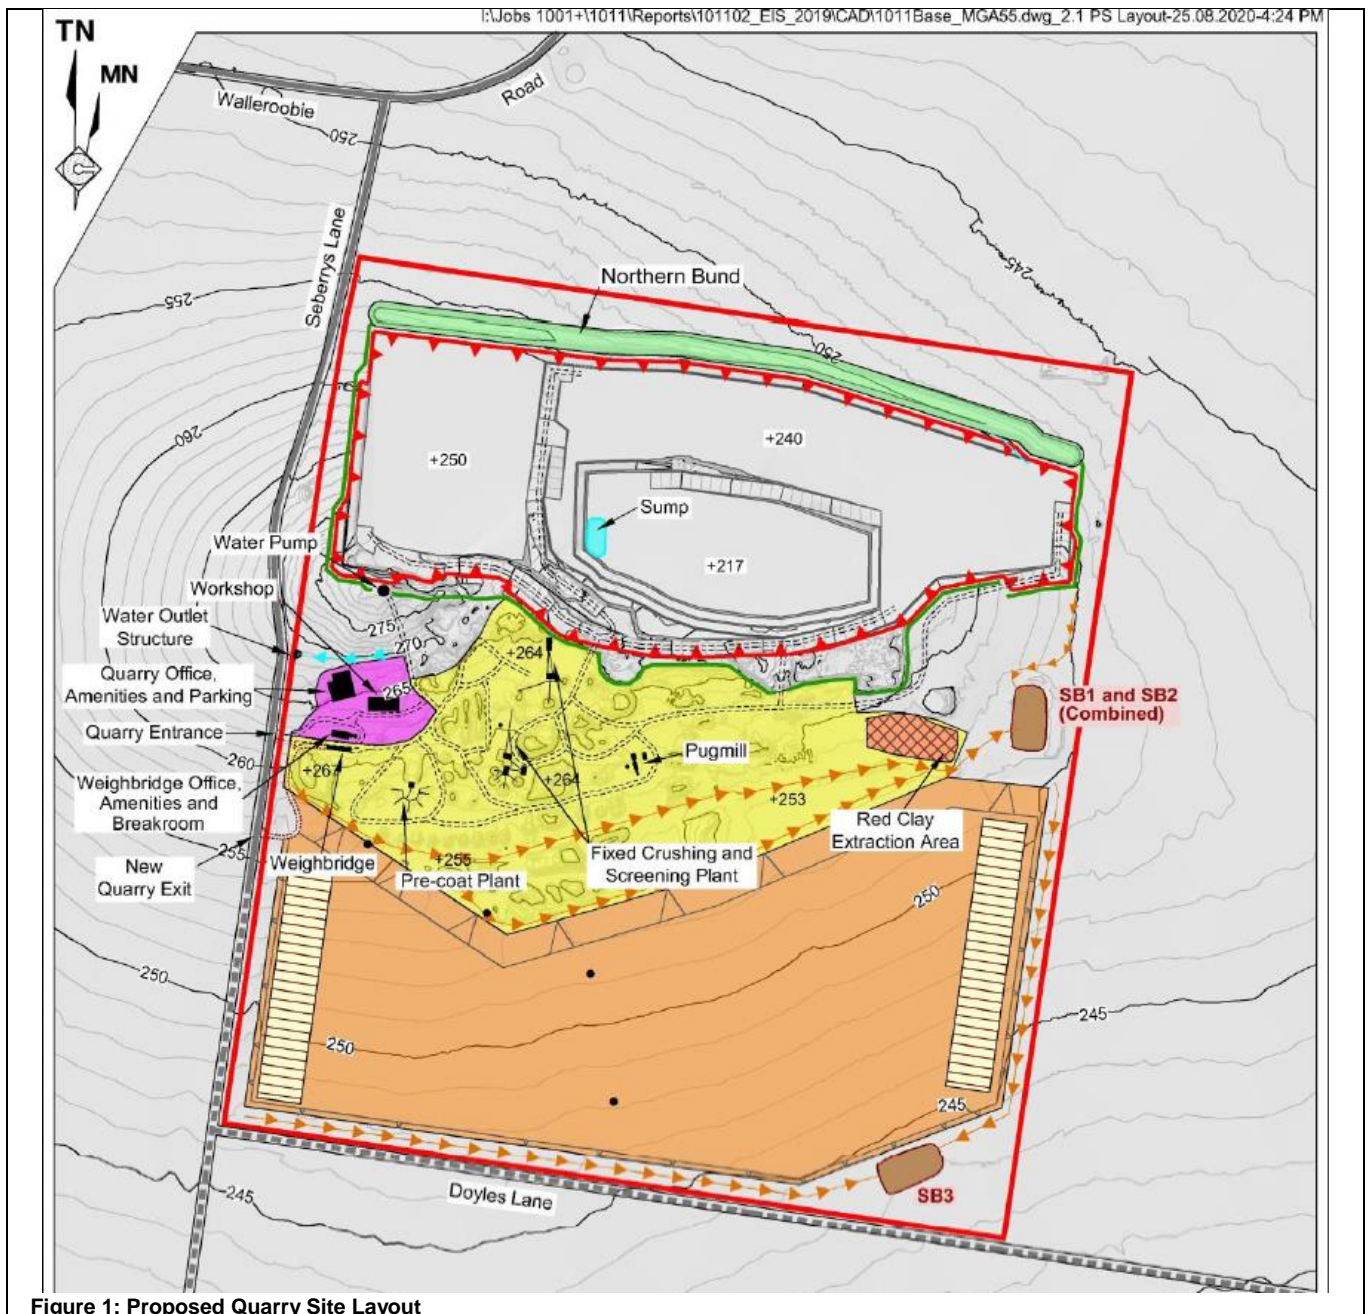 I:\Jobs 1001+\1011\Reports\101102_EIS_2019\CAD\1011Base_MGA55.dwg_2.1 PS Layout-25.08.2020-4:24 PM
TN
MN
Walleroobie
Road
250
245
Seberrys Lane
255
Northern Bund
250
260
+240
+250
Sump
Water Pump
+217
Workshop
Water Outlet
Structure
275
270
+264
Quarry Office,
Amenities and Parking
265
SB1 and SB2
(Combined)
Quarry Entrance
Pugmill
260
+267
+264
Weighbridge Office,
Amenities and
Breakroom
+253
Red Clay
Extraction Area
255
New
Quarry Exit
Weighbridge
+255
Pre-coat Plant
Fixed Crushing and
Screening Plant
250
250
245
250
245
SB3
245
Doyles Lane
Figure 1: Proposed Quarry Site Layout